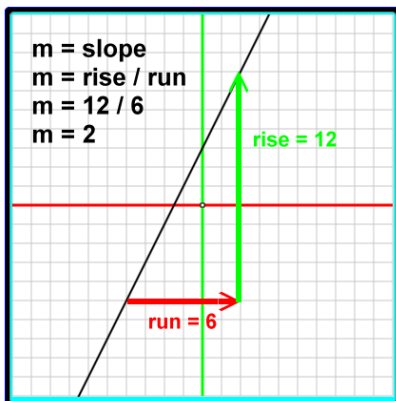 m = slope
m = rise / run
m = 12 / 6
m = 2
rise = 12
run = 6